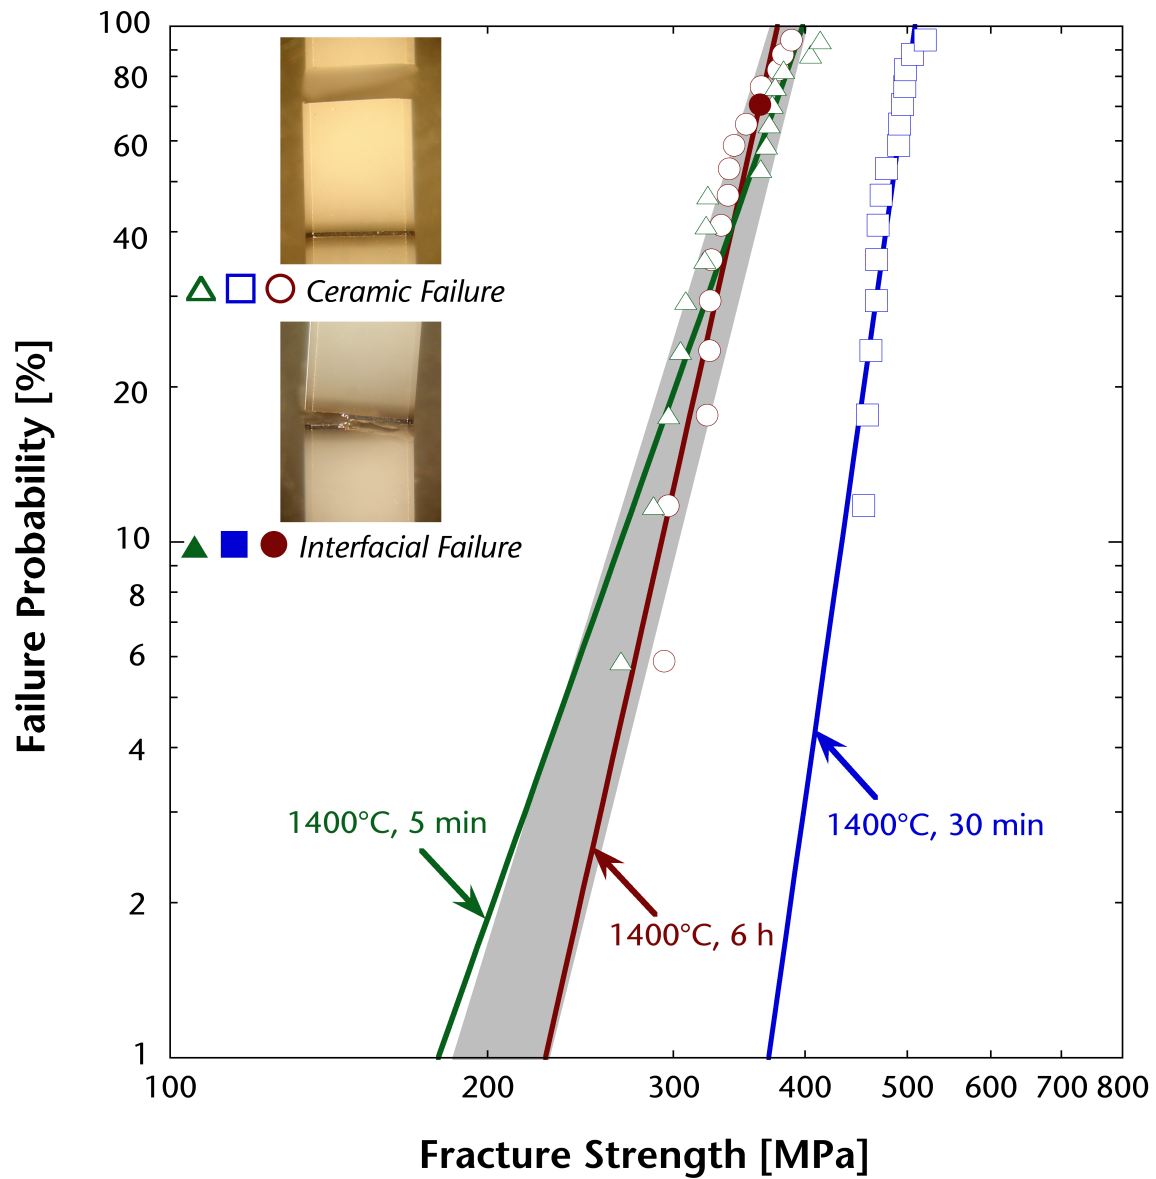 Failure Probability [%]
100
80
60
40
20
10
8
6
4
2
1
Ceramic Failure
Interfacial Failure
1400°C, 5 min
1400°C, 6 h
1400°C, 30 min
100 200 300 400 500 600 700 800
Fracture Strength [MPa]